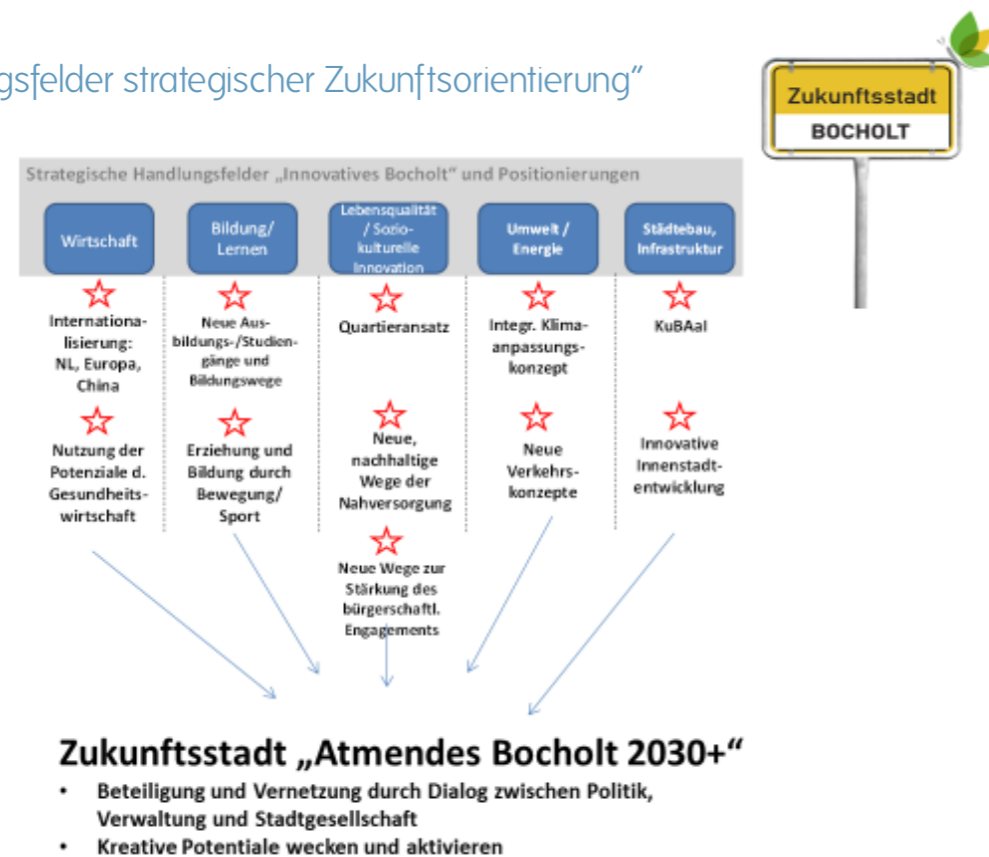 gsfelder strategischer Zukunftsorientierung“
Zukunftsstadt
BOCHOLT
Strategische Handlungsfelder „Innovatives Bocholt“ und Positionierungen
Wirtschaft
Bildung/
Lernen
Lebensqualität
/ Sozio-
kulturelle
Innovation
Umwelt /
Energie
Städtebau,
Infrastruktur
Internationa-
lisierung:
NL, Europa,
China
Neue Aus-
bildungs-/Studien-
gänge und
Bildungswege
Quartieransatz
Integr. Klima-
anpassungs-
konzept
KuBAaI
Nutzung der
Potenziale d.
Gesundheits-
wirtschaft
Erziehung und
Bildung durch
Bewegung/
Sport
Neue,
nachhaltige
Wege der
Nahversorgung
Neue
Verkehrs-
konzepte
Innovative
Innenstadt-
entwicklung
Neue Wege zur
Stärkung des
bürgerschaftl.
Engagements
Zukunftsstadt „Atmendes Bocholt 2030+“
• Beteiligung und Vernetzung durch Dialog zwischen Politik,
Verwaltung und Stadtgesellschaft
• Kreative Potentiale wecken und aktivieren